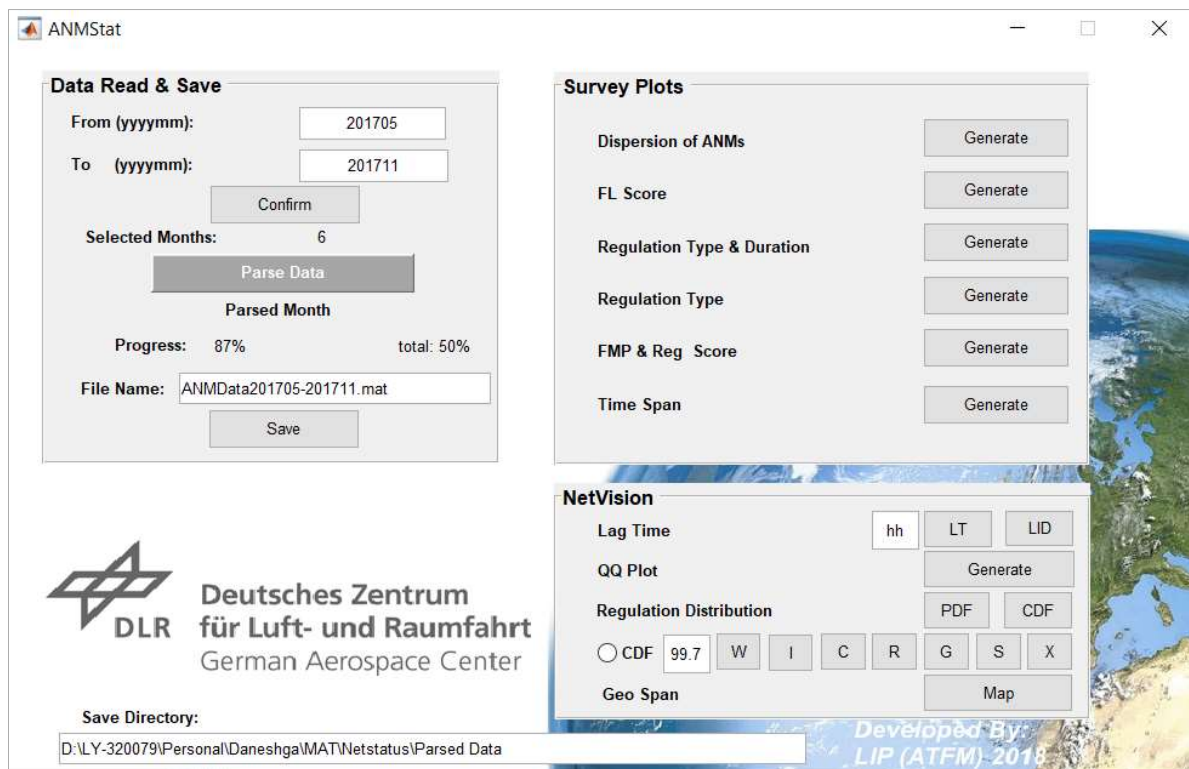 ANMStat
Data Read & Save
From (yyyymm): 201705
To (yyyymm): 201711
Confirm
Selected Months: 6
Parse Data
Parsed Month
Progress: 87% total: 50%
File Name: ANMData201705-201711.mat
Save
Survey Plots
Dispersion of ANMs Generate
FL Score Generate
Regulation Type & Duration Generate
Regulation Type Generate
FMP & Reg Score Generate
Time Span Generate
NetVision
Lag Time hh LT LID
QQ Plot Generate
Regulation Distribution PDF CDF
CDF 99.7 W I C R G S X
Geo Span Map
DLR
Deutsches Zentrum
für Luft- und Raumfahrt
German Aerospace Center
Save Directory:
D:\LY-320079\Personal\Daneshga\MAT\Netstatus\Parsed Data
Developed By:
LIP (ATFM) 2018